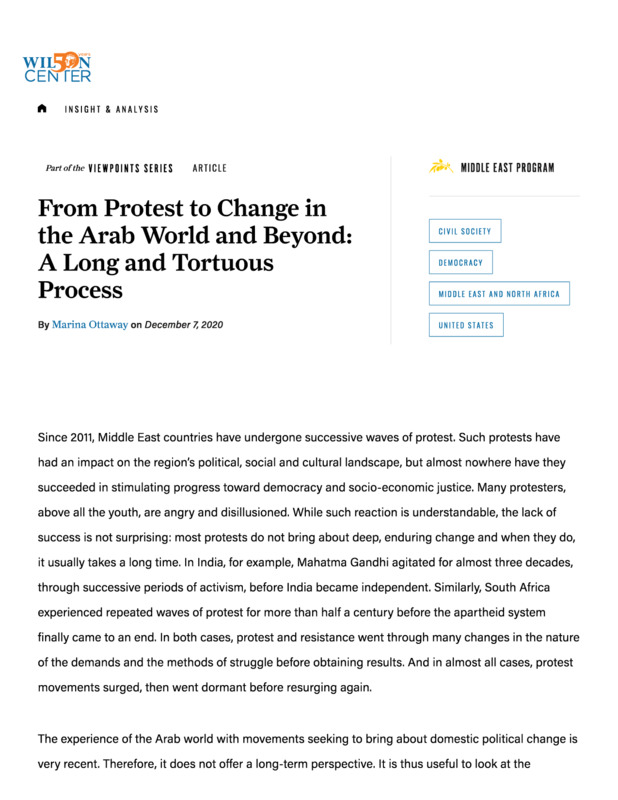 WIL50N
CENTER
INSIGHT & ANALYSIS
Part of the VIEWPOINTS SERIES ARTICLE
From Protest to Change in
the Arab World and Beyond:
A Long and Tortuous
Process
By Marina Ottaway on December 7, 2020
MIDDLE EAST PROGRAM
CIVIL SOCIETY
DEMOCRACY
MIDDLE EAST AND NORTH AFRICA
UNITED STATES
Since 2011, Middle East countries have undergone successive waves of protest. Such protests have
had an impact on the region's political, social and cultural landscape, but almost nowhere have they
succeeded in stimulating progress toward democracy and socio-economic justice. Many protesters,
above all the youth, are angry and disillusioned. While such reaction is understandable, the lack of
success is not surprising: most protests do not bring about deep, enduring change and when they do,
it usually takes a long time. In India, for example, Mahatma Gandhi agitated for almost three decades,
through successive periods of activism, before India became independent. Similarly, South Africa
experienced repeated waves of protest for more than half a century before the apartheid system
finally came to an end. In both cases, protest and resistance went through many changes in the nature
of the demands and the methods of struggle before obtaining results. And in almost all cases, protest
movements surged, then went dormant before resurging again.
The experience of the Arab world with movements seeking to bring about domestic political change is
very recent. Therefore, it does not offer a long-term perspective. It is thus useful to look at the